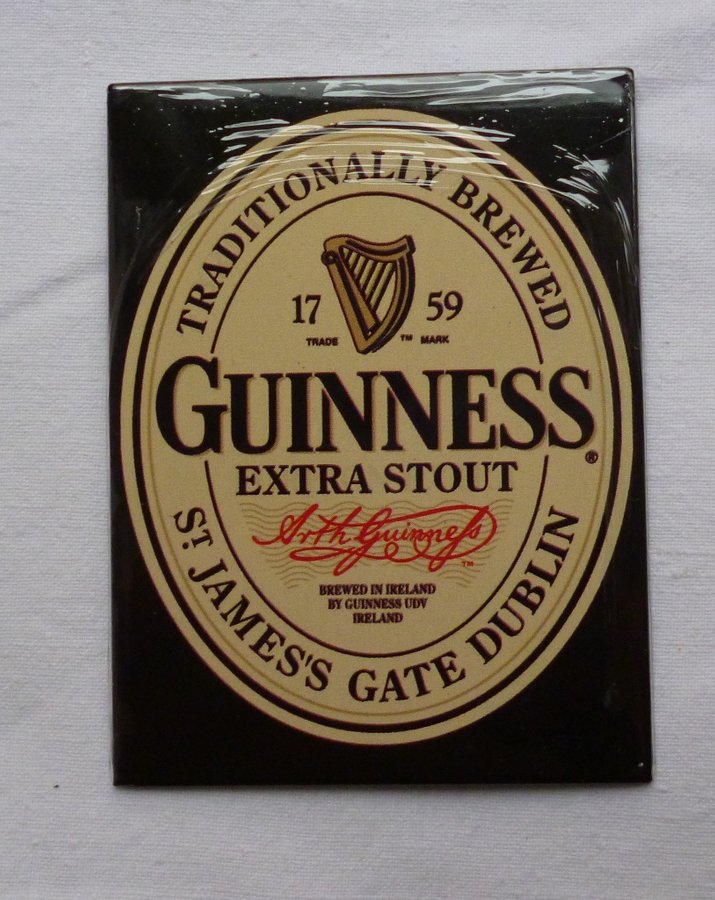 TRADITIONALLY BREWED
17 59
TRADE ™ MARK
GUINNESS®
EXTRA STOUT
Arth Guinness ™
BREWED IN IRELAND
BY GUINNESS UDV
IRELAND
ST. JAMES'S GATE DUBLIN